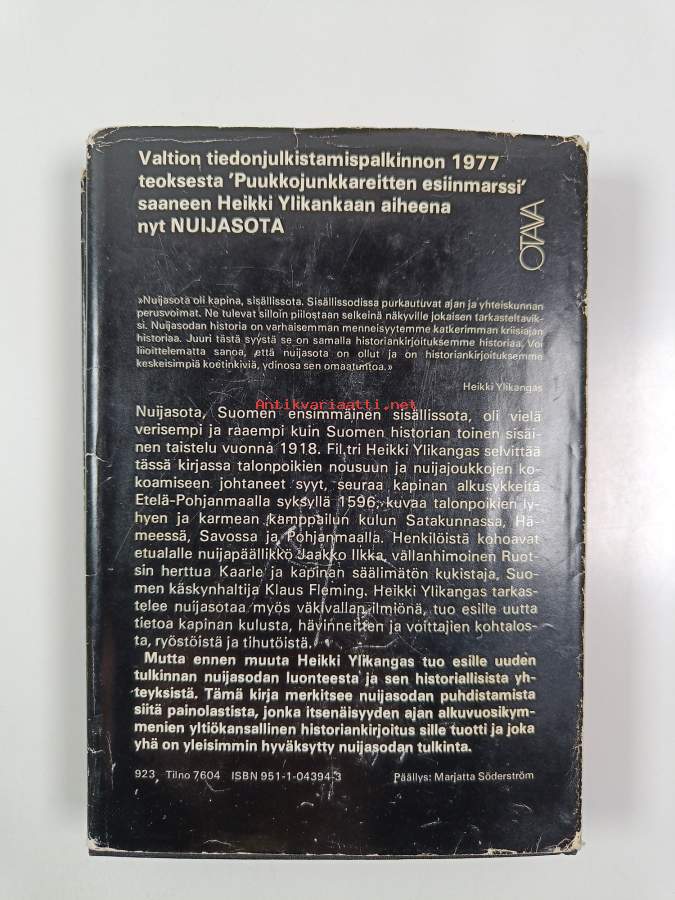 Valtion tiedonjulkistamispalkinnon 1977
teoksesta 'Puukkojunkkareitten esiinmarssi'
saaneen Heikki Ylikankaan aiheena
nyt NUIJASOTA
OTAVA
»Nuijasota oli kapina, sisällissota. Sisällissodissa purkautuvat ajan ja yhteiskunnan
perusvoimat. Ne tulevat silloin piilostaan selkeinä näkyville jokaisen tarkasteltavik-
si. Nuijasodan historia on varhaisemman menneisyytemme katkerimman kriisiajan
historiaa. Juuri tästä syystä se on samalla historiankirjoituksemme historiaa. Voi
liioittelematta sanoa, että nuijasota on ollut ja on historiankirjoituksemme
keskeisimpiä koetinkiviä, ydinosa sen omaatuntoa.»
Heikki Ylikangas
Antikvariaatti.net
Nuijasota, Suomen ensimmäinen sisällissota, oli vielä
verisempi ja raaempi kuin Suomen historian toinen sisäi-
nen taistelu vuonna 1918. Fil.tri Heikki Ylikangas selvittää
tässä kirjassa talonpoikien nousuun ja nuijajoukkojen ko-
koamiseen johtaneet syyt, seuraa kapinan alkusykkeitä
Etelä-Pohjanmaalla syksyllä 1596, kuvaa talonpoikien ly-
hyen ja karmean kamppailun kulun Satakunnassa, Hä-
meessä, Savossa ja Pohjanmaalla. Henkilöistä kohoavat
etualalle nuijapäällikkö Jaakko Ilkka, vallanhimoinen Ruot-
sin herttua Kaarle ja kapinan säälimätön kukistaja, Suo-
men käskynhaltija Klaus Fleming. Heikki Ylikangas tarkas-
telee nuijasotaa myös väkivallan ilmiönä, tuo esille uutta
tietoa kapinan kulusta, hävinneitten ja voittajien kohtalos-
ta, ryöstöistä ja tihutöistä.
Mutta ennen muuta Heikki Ylikangas tuo esille uuden
tulkinnan nuijasodan luonteesta ja sen historiallisista yh-
teyksistä. Tämä kirja merkitsee nuijasodan puhdistamista
siitä painolastista, jonka itsenäisyyden ajan alkuvuosikym-
menien yltiökansallinen historiankirjoitus sille tuotti ja joka
yhä on yleisimmin hyväksytty nuijasodan tulkinta.
923 Tilno 7604 ISBN 951-1-04394-3
Päällys: Marjatta Söderström